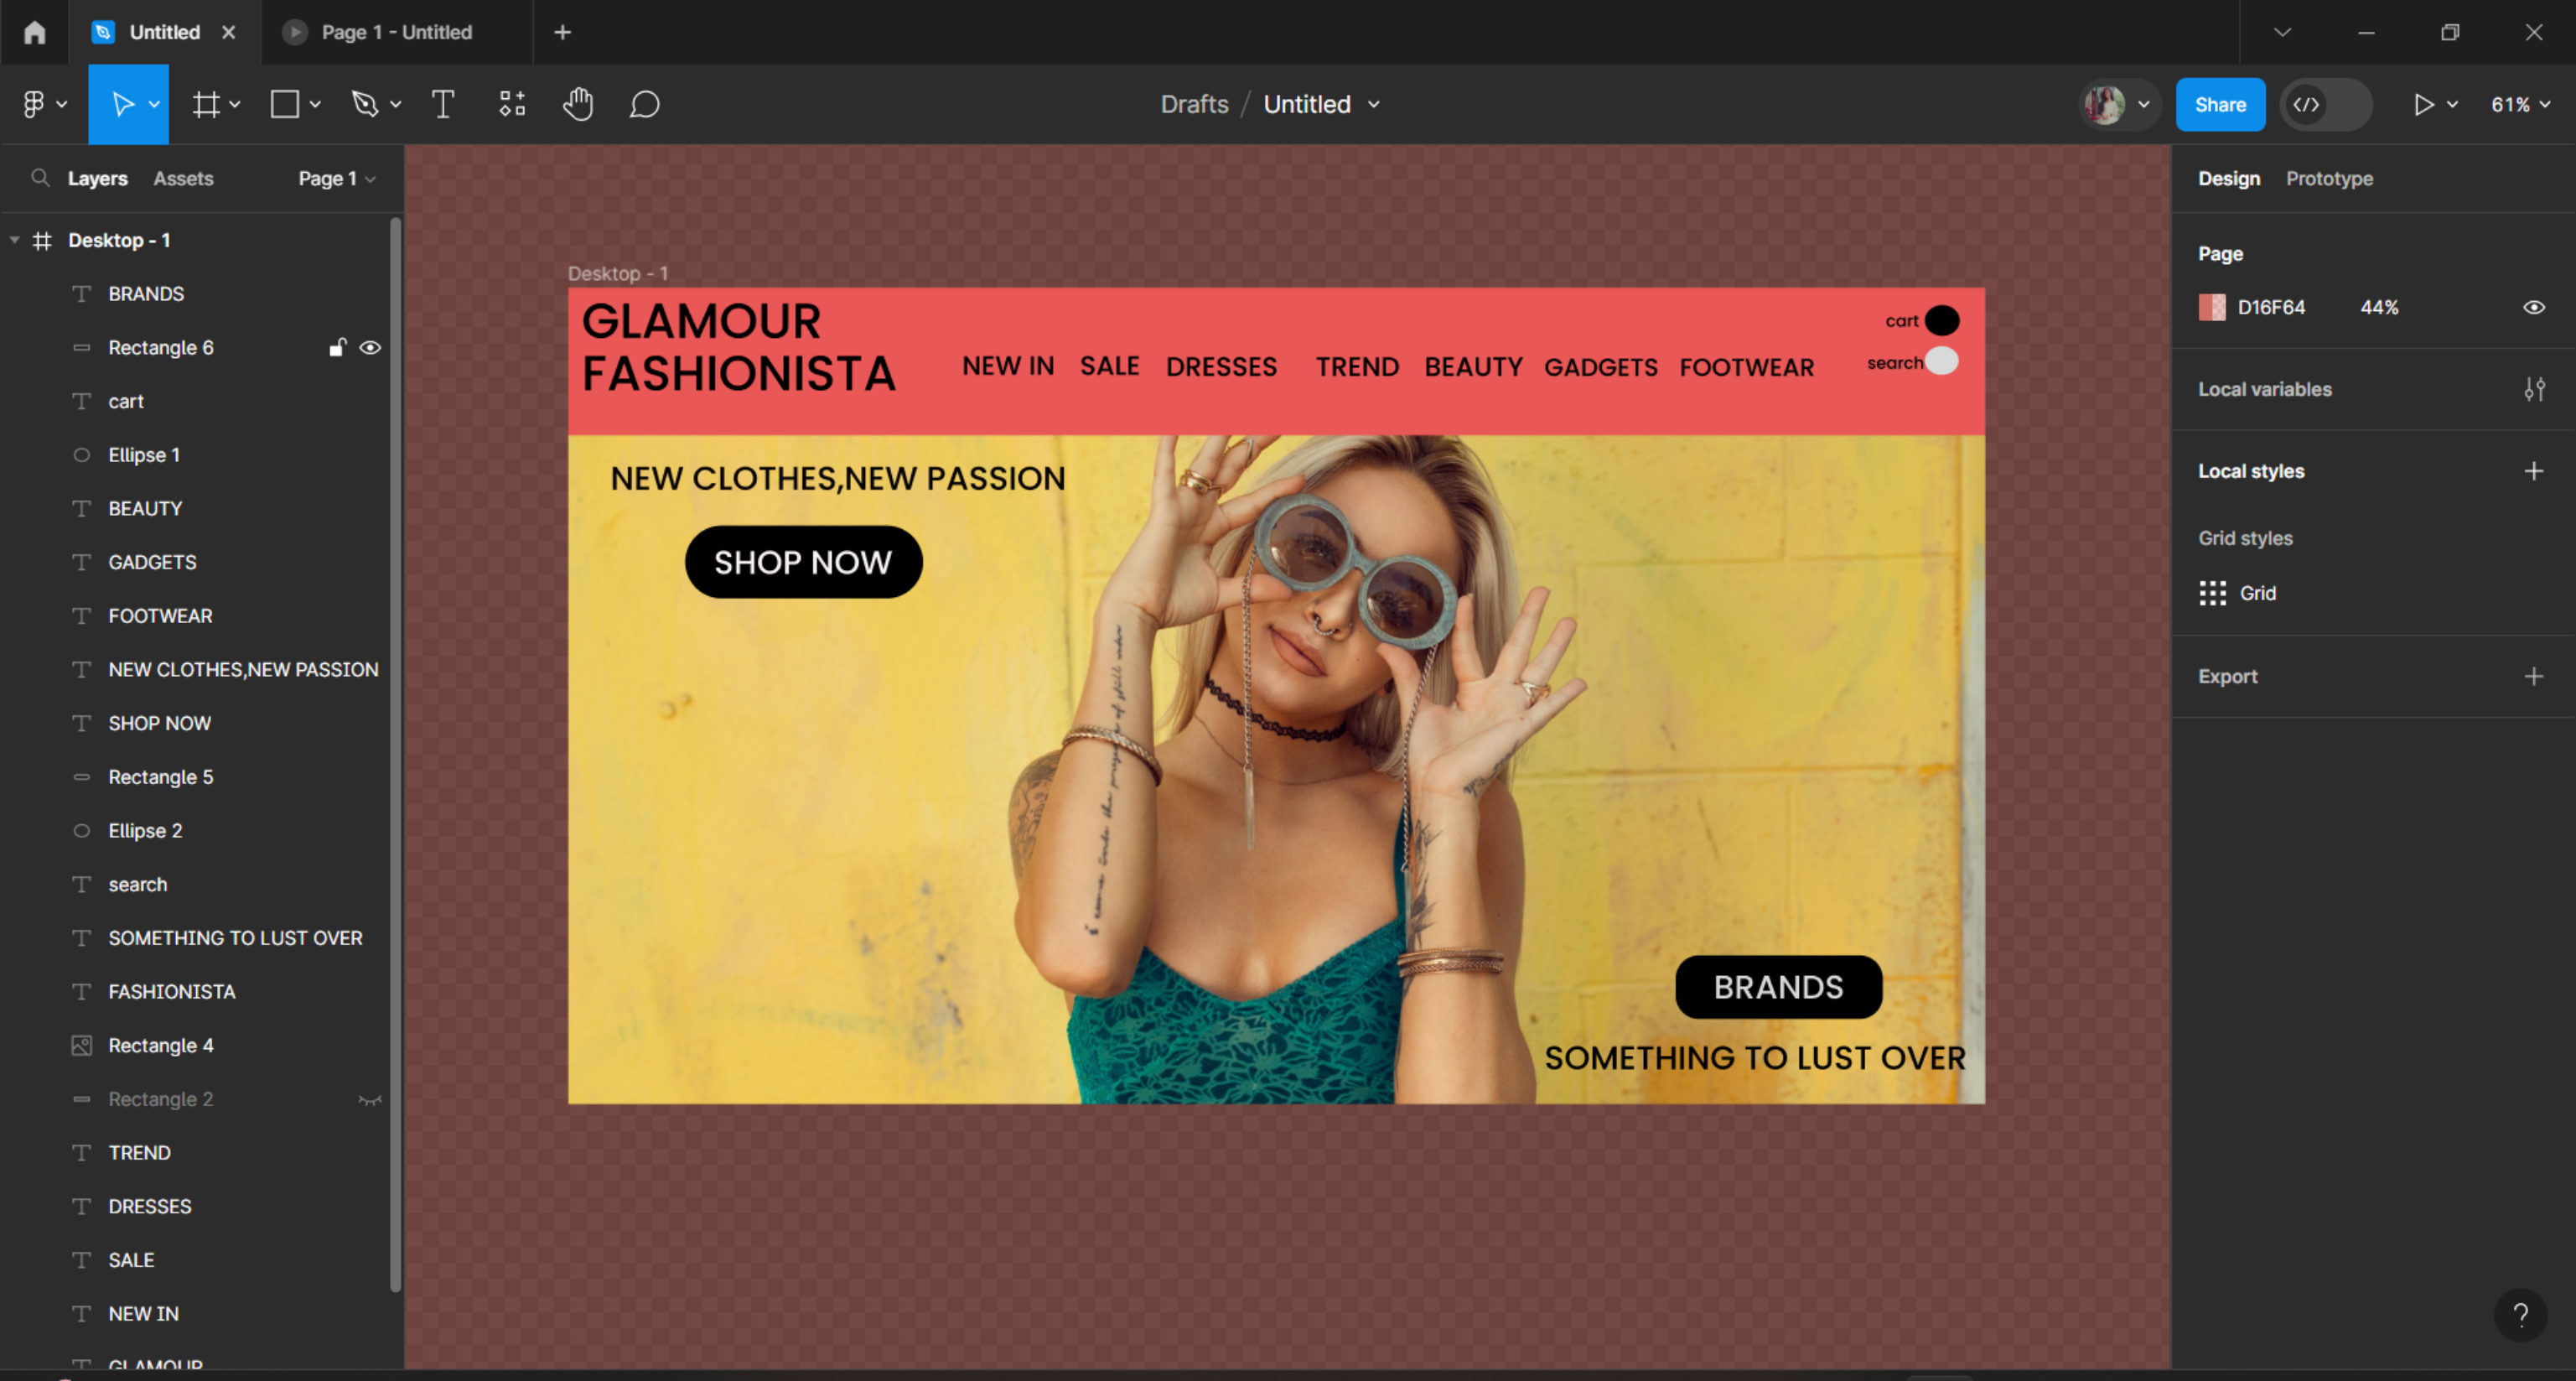 Untitled
Page 1 - Untitled
Drafts / Untitled
Share
61%
Layers
Assets
Page 1
Desktop - 1
BRANDS
Rectangle 6
cart
Ellipse 1
BEAUTY
GADGETS
FOOTWEAR
NEW CLOTHES,NEW PASSION
SHOP NOW
Rectangle 5
Ellipse 2
search
SOMETHING TO LUST OVER
FASHIONISTA
Rectangle 4
Rectangle 2
TREND
DRESSES
SALE
NEW IN
GLAMOUR
Desktop - 1
GLAMOUR
FASHIONISTA
NEW IN SALE DRESSES TREND BEAUTY GADGETS FOOTWEAR
cart
search
NEW CLOTHES,NEW PASSION
SHOP NOW
BRANDS
SOMETHING TO LUST OVER
Design
Prototype
Page
D16F64 44%
Local variables
Local styles
Grid styles
Grid
Export
?